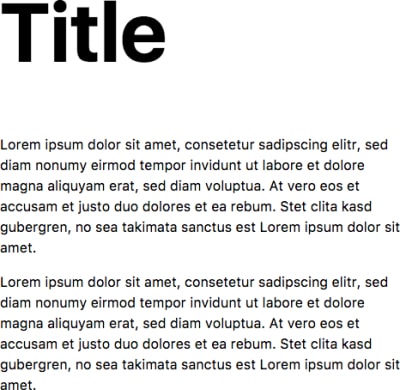 Title
Lorem ipsum dolor sit amet, consetetur sadipscing elitr, sed
diam nonumy eirmod tempor invidunt ut labore et dolore
magna aliquyam erat, sed diam voluptua. At vero eos et
accusam et justo duo dolores et ea rebum. Stet clita kasd
gubergren, no sea takimata sanctus est Lorem ipsum dolor sit
amet.
Lorem ipsum dolor sit amet, consetetur sadipscing elitr, sed
diam nonumy eirmod tempor invidunt ut labore et dolore
magna aliquyam erat, sed diam voluptua. At vero eos et
accusam et justo duo dolores et ea rebum. Stet clita kasd
gubergren, no sea takimata sanctus est Lorem ipsum dolor sit
amet.